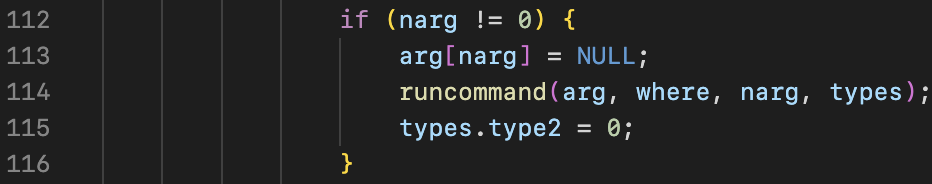 112 if (narg != 0) {
113 arg[narg] = NULL;
114 runcommand(arg, where, narg, types);
115 types.type2 = 0;
116 }